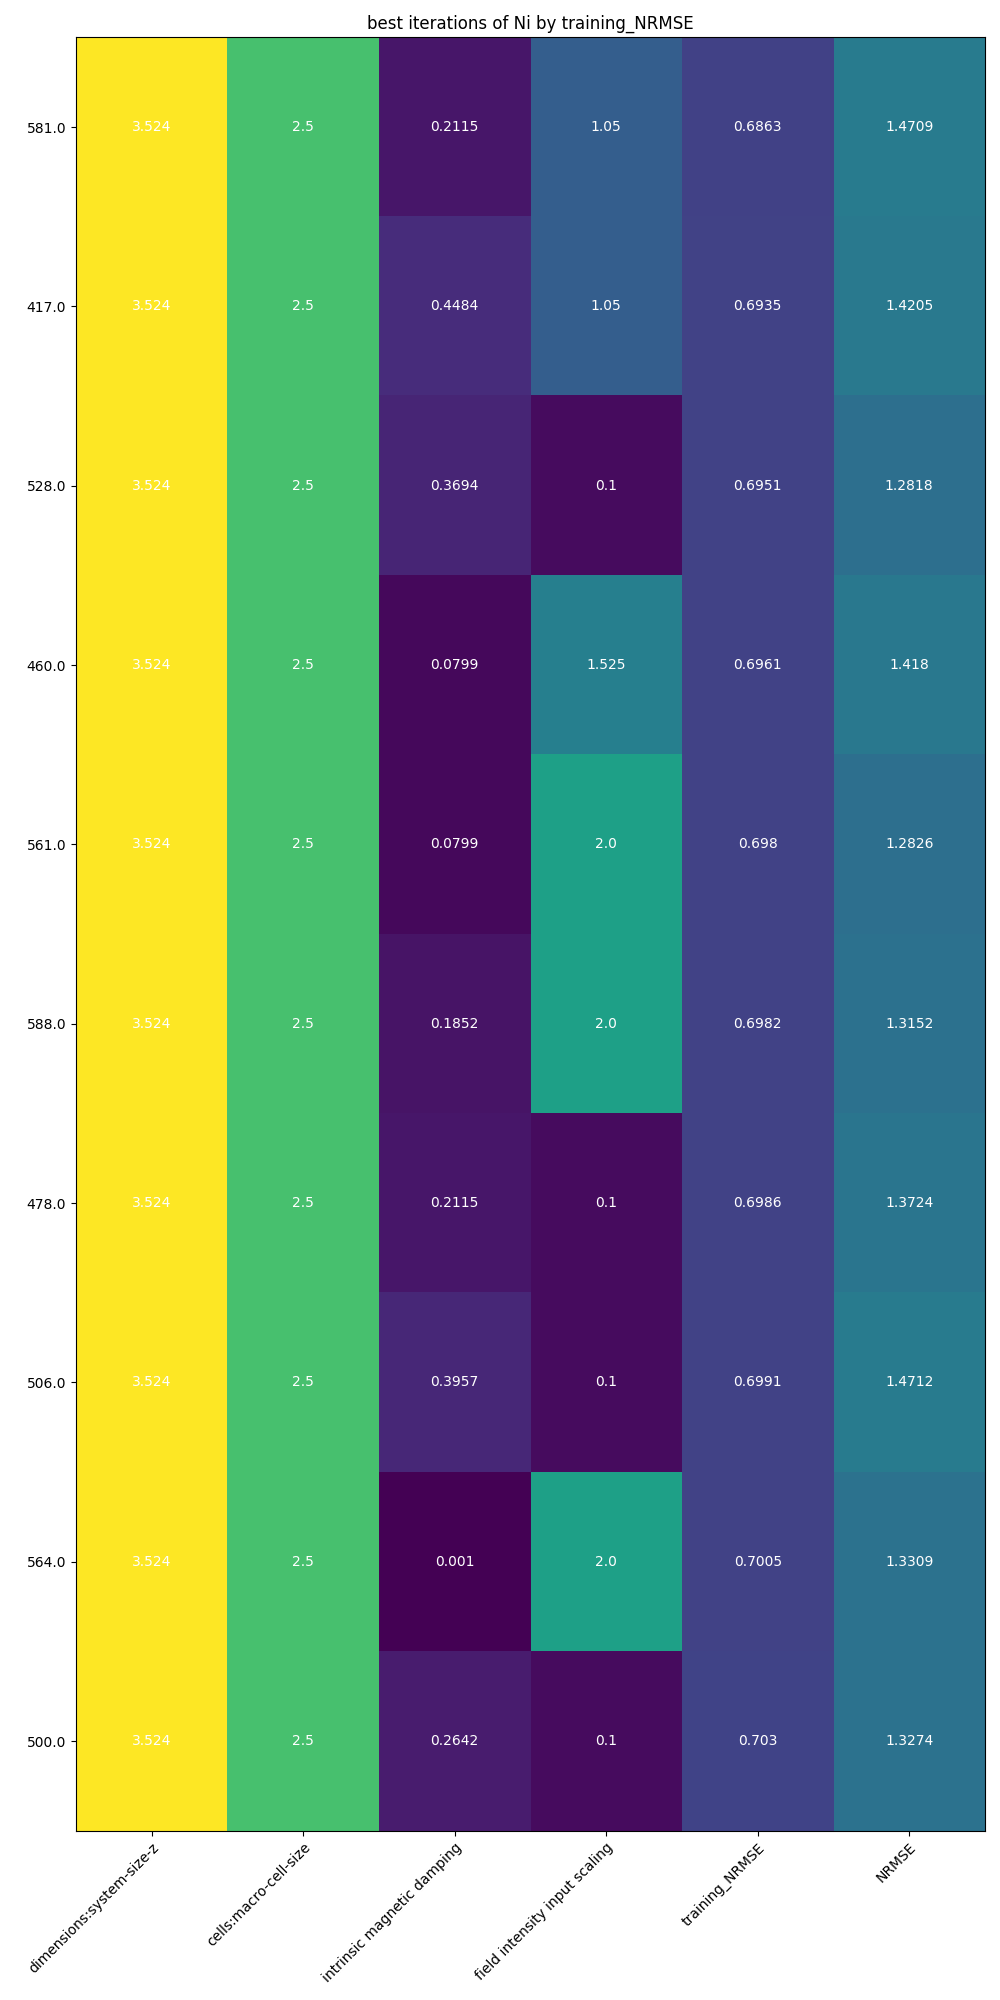 best iterations of Ni by training_NRMSE
581.0 3.524 2.5 0.2115 1.05 0.6863 1.4709
417.0 3.524 2.5 0.4484 1.05 0.6935 1.4205
528.0 3.524 2.5 0.3694 0.1 0.6951 1.2818
460.0 3.524 2.5 0.0799 1.525 0.6961 1.418
561.0 3.524 2.5 0.0799 2.0 0.698 1.2826
588.0 3.524 2.5 0.1852 2.0 0.6982 1.3152
478.0 3.524 2.5 0.2115 0.1 0.6986 1.3724
506.0 3.524 2.5 0.3957 0.1 0.6991 1.4712
564.0 3.524 2.5 0.001 2.0 0.7005 1.3309
500.0 3.524 2.5 0.2642 0.1 0.703 1.3274
dimensions:system-size-z
cells:macro-cell-size
intrinsic magnetic damping
field intensity input scaling
training_NRMSE
NRMSE